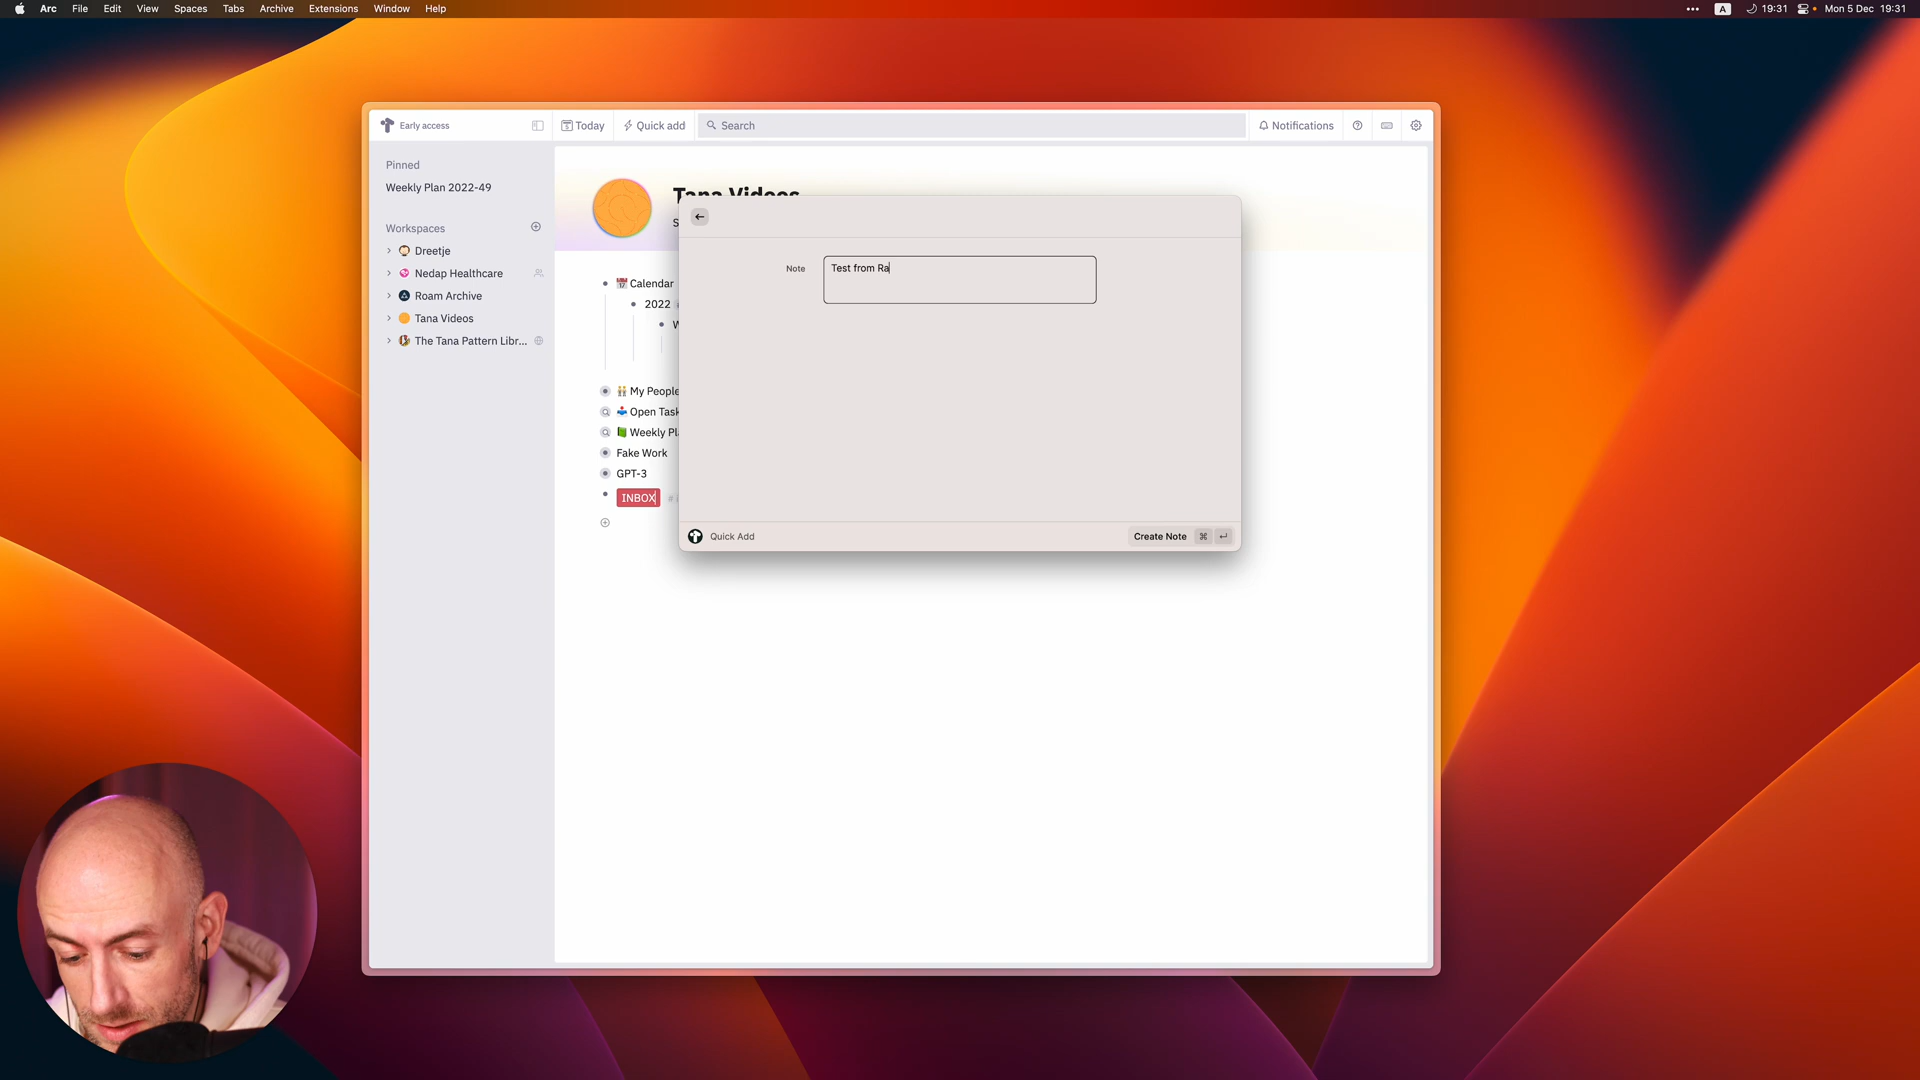 Arc File Edit View Spaces Tabs Archive Extensions Window Help
A 19:31 Mon 5 Dec 19:31
Early access
Today
Quick add
Search
Notifications
Pinned
Weekly Plan 2022-49
Workspaces
Dreetje
Nedap Healthcare
Roam Archive
Tana Videos
The Tana Pattern Libr...
Tana Videos
Calendar
2022
My People
Open Task
Weekly Pl
Fake Work
GPT-3
INBOX
Note
Test from Ra
Quick Add
Create Note ⌘ ↵